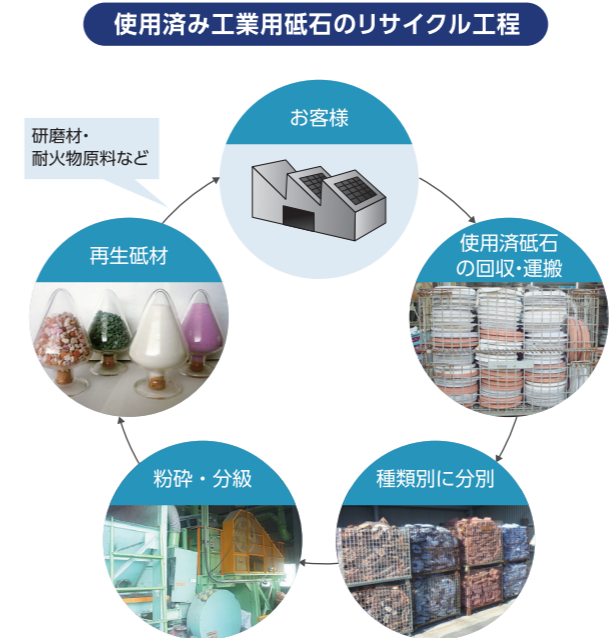 使用済み工業用砥石のリサイクル工程
お客様
研磨材・
耐火物原料など
使用済砥石
の回収・運搬
再生砥材
粉砕・分級
種類別に分別